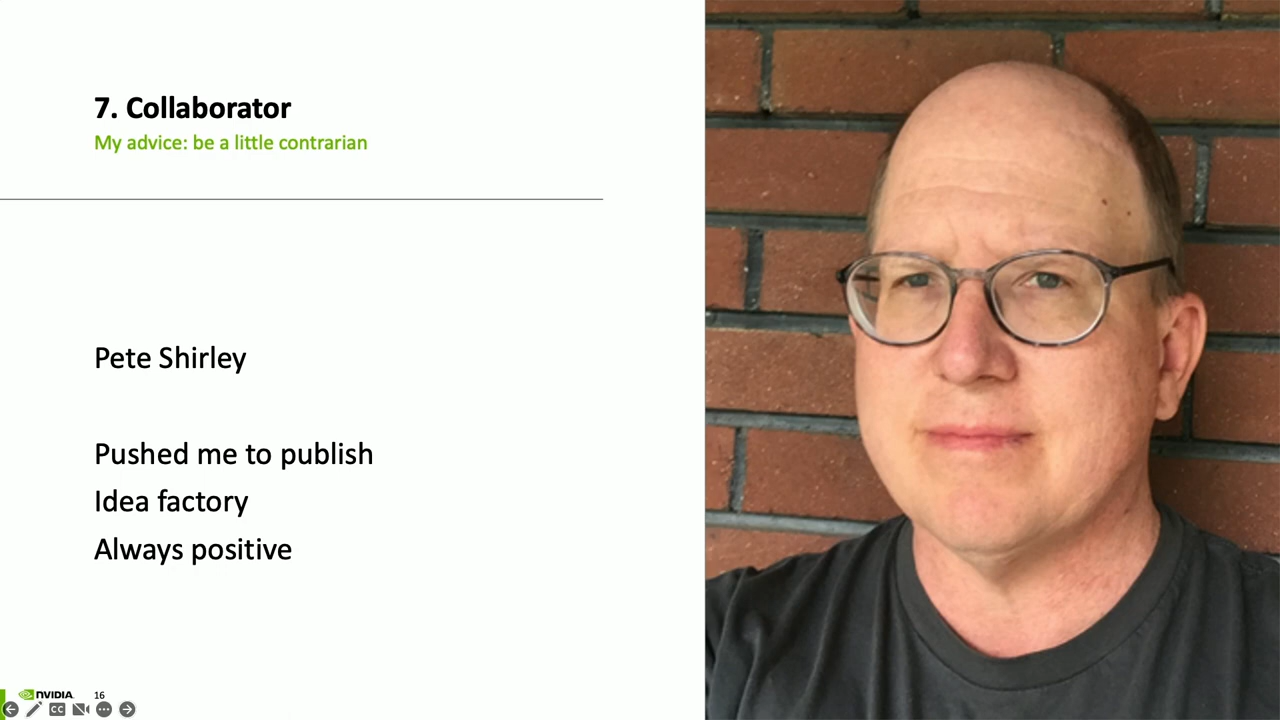 7. Collaborator
My advice: be a little contrarian
Pete Shirley
Pushed me to publish
Idea factory
Always positive
NVIDIA.
16
CC